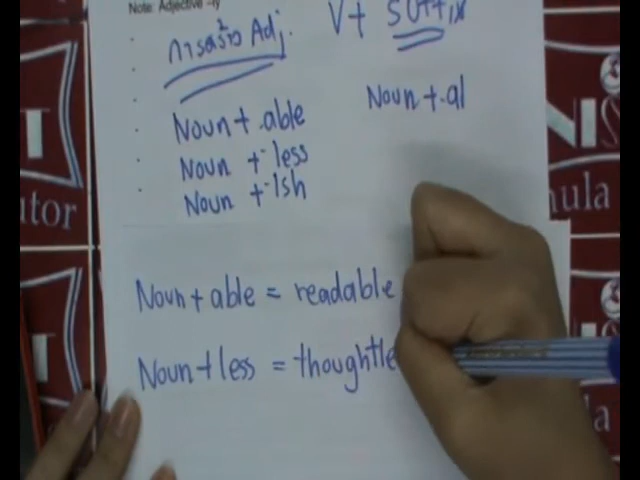 Note: Adjective -ly
การสร้าง Adj.
V+ suffix
Noun + -able
Noun + -al
Noun + -less
Noun + -ish
Noun + able = readable
Noun + less = thoughtle